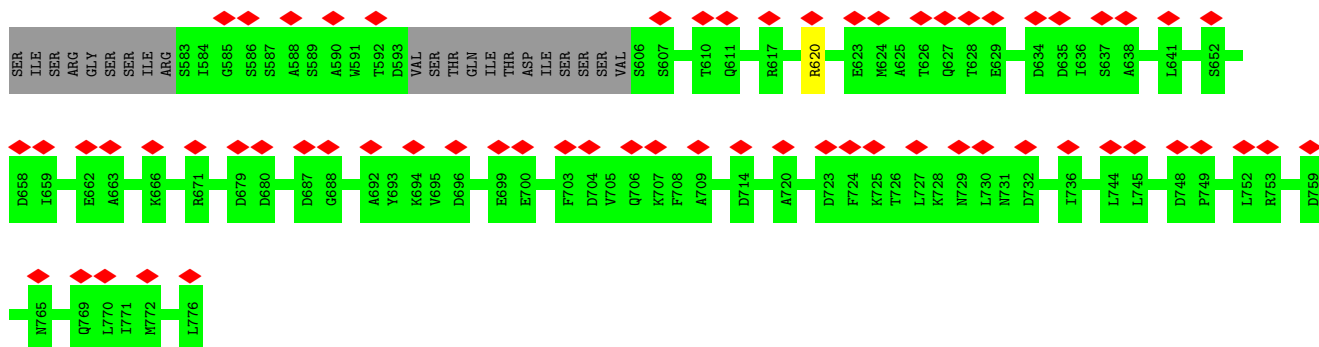 SER ILE SER ARG GLY SER SER ILE ARG S583 I584 G585 S586 S587 A588 S589 A590 W591 T592 D593 VAL SER THR GLN ILE THR ASP ILE SER SER SER VAL S606 S607 T610 Q611 R617 R620 E623 M624 A625 T626 Q627 T628 E629 D634 D635 I636 S637 A638 L641 S652
D658 I659 E662 A663 K666 R671 D679 D680 D687 G688 A692 Y693 K694 V695 D696 E699 E700 F703 D704 V705 Q706 K707 F708 A709 D714 A720 D723 F724 K725 T726 L727 K728 N729 L730 N731 D732 I736 L744 L745 D748 P749 L752 R753 D759
N765 Q769 L770 I771 M772 L776